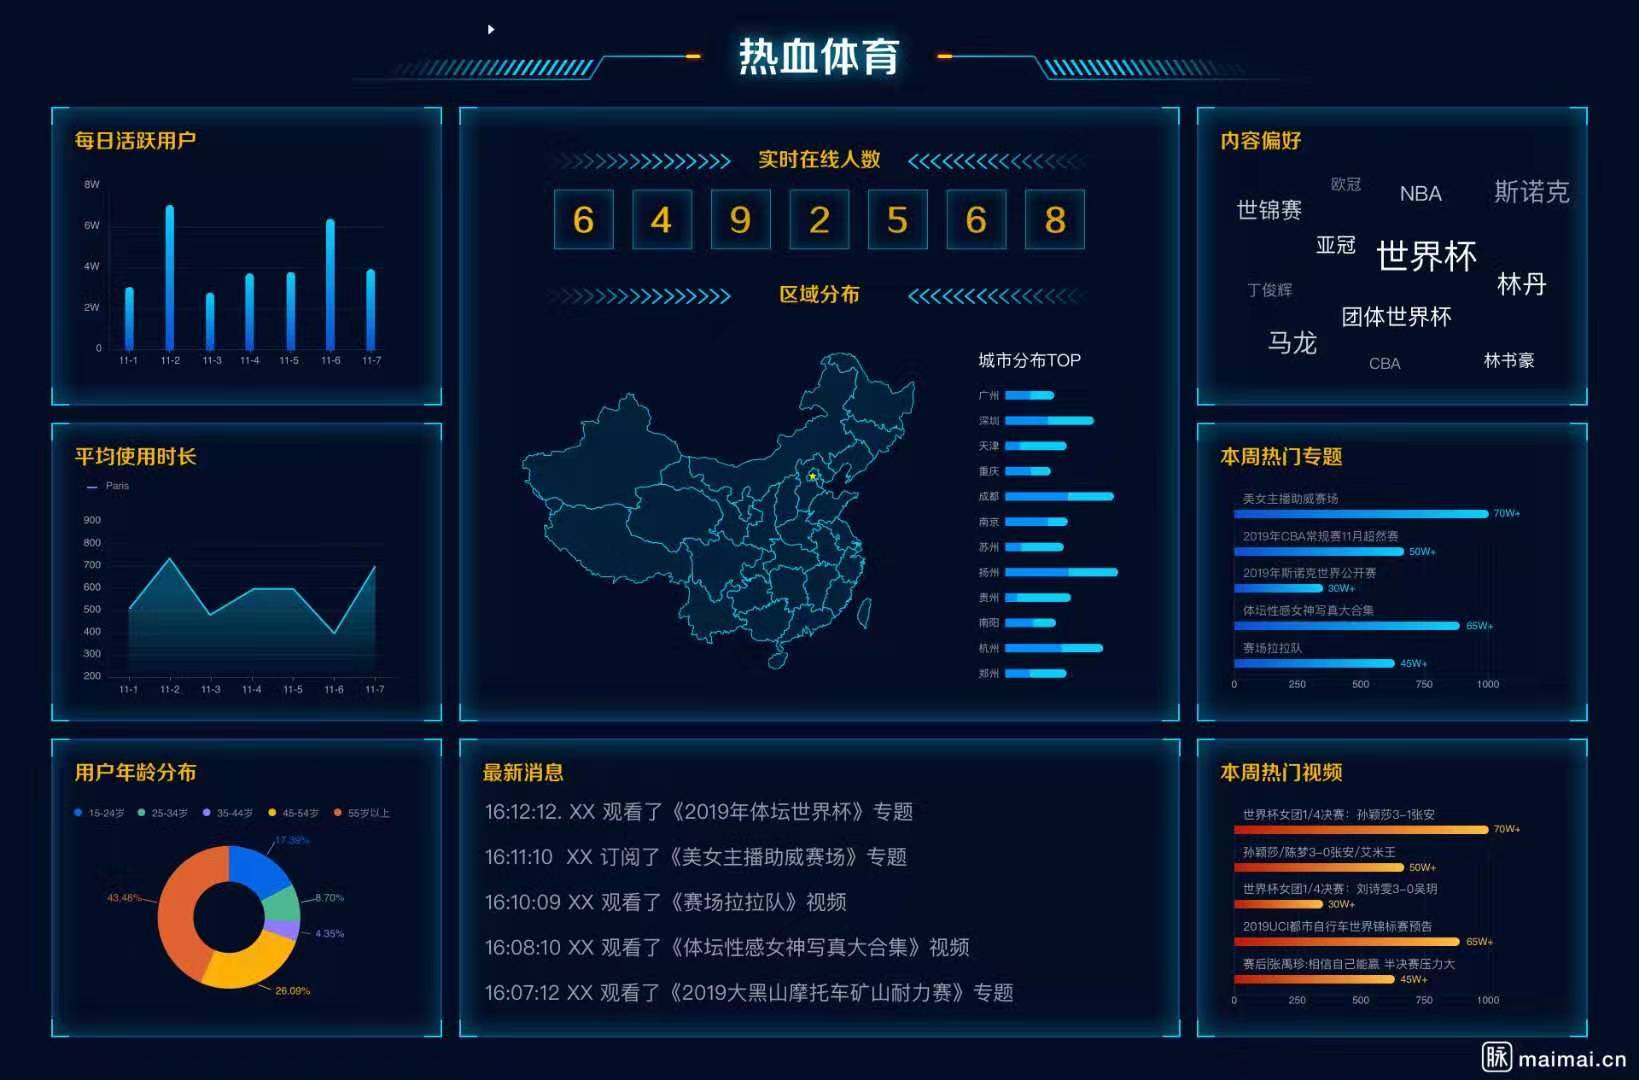 热血体育
每日活跃用户
8W
6W
4W
2W
0
11-1 11-2 11-3 11-4 11-5 11-6 11-7
平均使用时长
Paris
900
800
700
600
500
400
300
200
11-1 11-2 11-3 11-4 11-5 11-6 11-7
用户年龄分布
15-24岁 25-34岁 35-44岁 45-54岁 55岁以上
17.39%
43.48%
8.70%
4.35%
26.09%
实时在线人数
6 4 9 2 5 6 8
区域分布
城市分布TOP
广州
深圳
天津
重庆
成都
南京
苏州
扬州
贵州
南阳
杭州
郑州
最新消息
16:12:12. XX 观看了《2019年体坛世界杯》专题
16:11:10 XX 订阅了《美女主播助威赛场》专题
16:10:09 XX 观看了《赛场拉拉队》视频
16:08:10 XX 观看了《体坛性感女神写真大合集》视频
16:07:12 XX 观看了《2019大黑山摩托车矿山耐力赛》专题
内容偏好
欧冠 NBA 斯诺克
世锦赛
亚冠 世界杯
丁俊辉 林丹
团体世界杯
马龙 CBA 林书豪
本周热门专题
美女主播助威赛场
70W+
2019年CBA常规赛11月超然赛
50W+
2019年斯诺克世界公开赛
30W+
体坛性感女神写真大合集
65W+
赛场拉拉队
45W+
0 250 500 750 1000
本周热门视频
世界杯女团1/4决赛：孙颖莎3-1张安
70W+
孙颖莎/陈梦3-0张安/艾米王
50W+
世界杯女团1/4决赛：刘诗雯3-0吴玥
30W+
2019UCI都市自行车世界锦标赛预告
65W+
赛后|张禹珍:相信自己能赢 半决赛压力大
45W+
0 250 500 750 1000
脉 maimai.cn